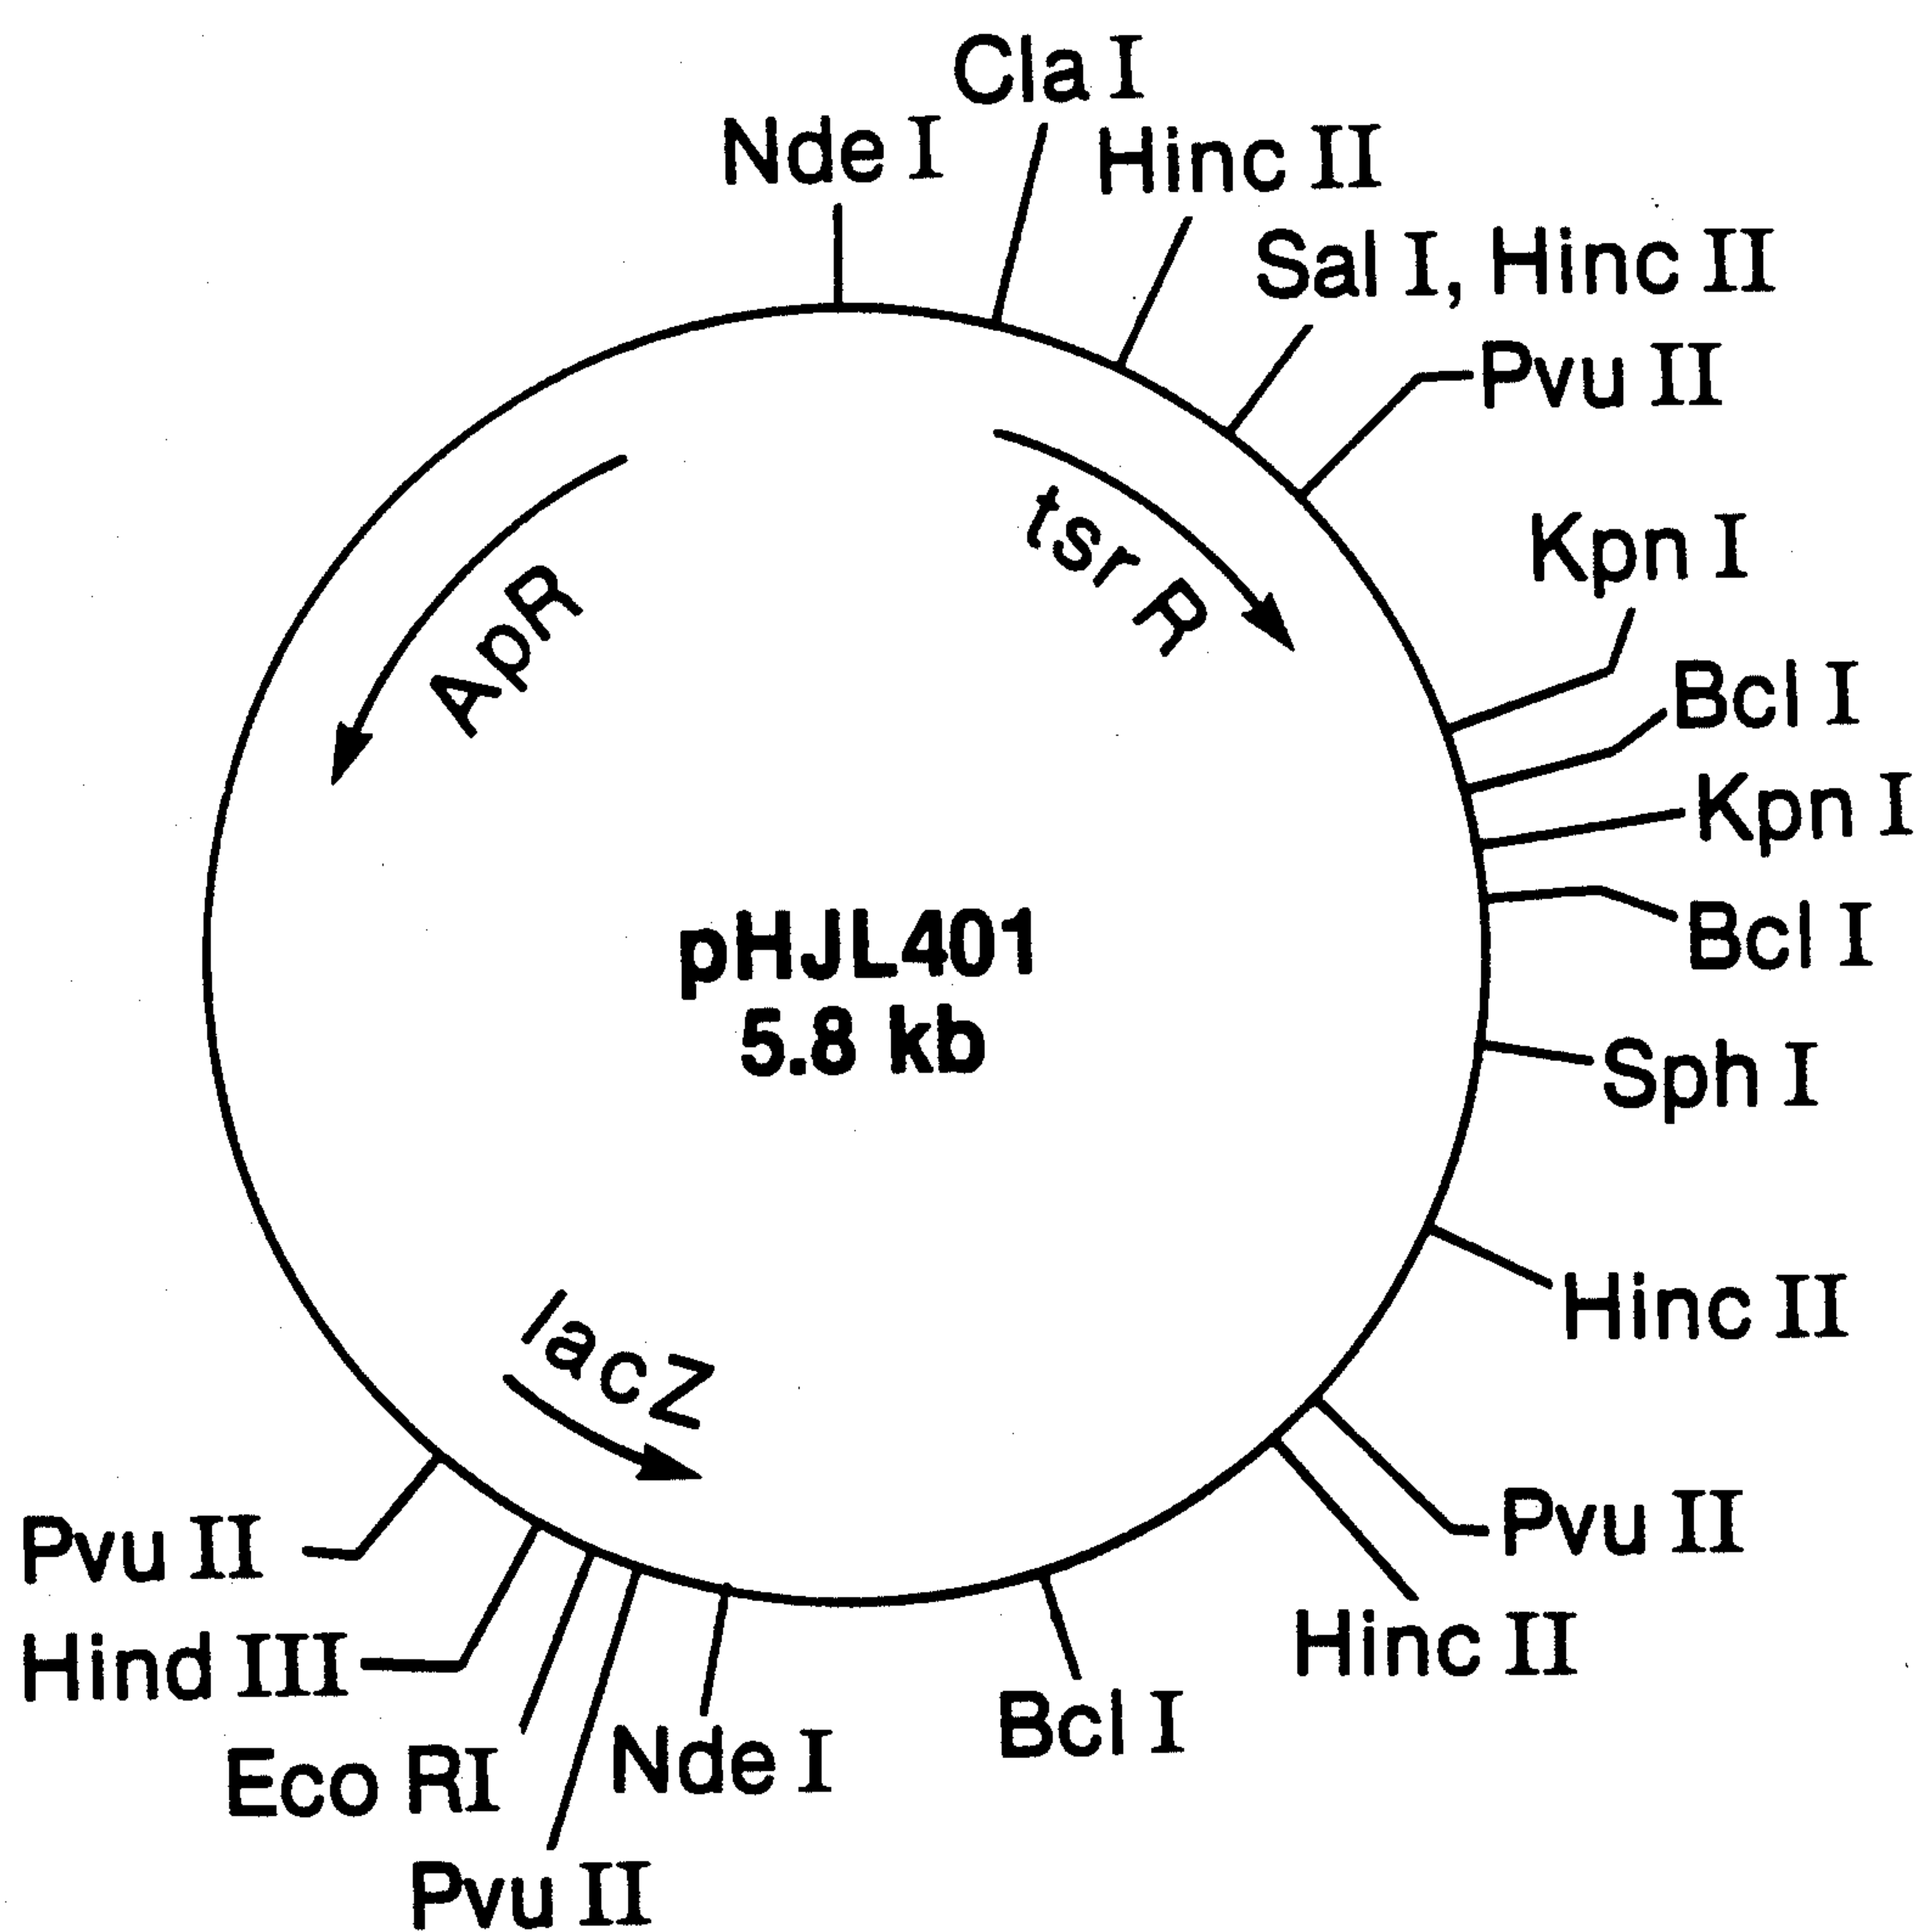 Cla I
Nde I
Hinc II
Sal I, Hinc II
Pvu II
Kpn I
Bcl I
Kpn I
Bcl I
Sph I
Hinc II
Pvu II
Hinc II
Bcl I
Nde I
Pvu II
Eco RI
Hind III
Pvu II
ApR
tsr R
lacZ
pHJL401
5.8 kb